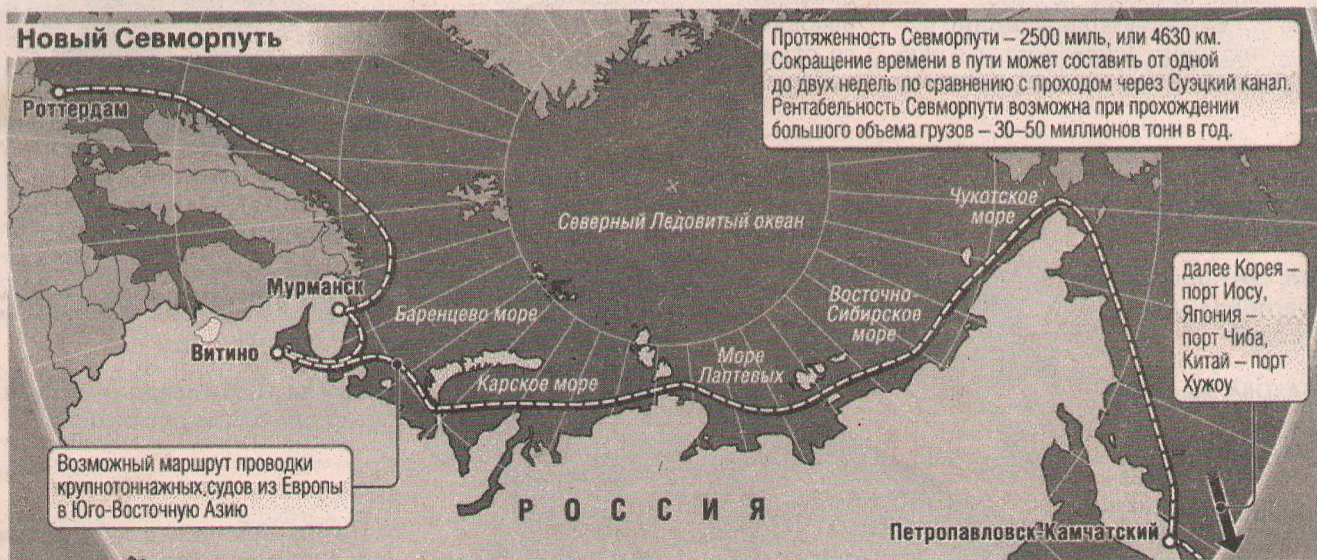 Новый Севморпуть
Протяженность Севморпути – 2500 миль, или 4630 км.
Сокращение времени в пути может составить от одной
до двух недель по сравнению с проходом через Суэцкий канал.
Рентабельность Севморпути возможна при прохождении
большого объема грузов – 30–50 миллионов тонн в год.
Роттердам
Чукотское
море
Северный Ледовитый океан
далее Корея –
порт Иосу,
Япония –
порт Чиба,
Китай – порт
Хужоу
Мурманск
Баренцево море
Восточно-
Сибирское
море
Витино
Карское море
Море
Лаптевых
Возможный маршрут проводки
крупнотоннажных судов из Европы
в Юго-Восточную Азию
РОССИЯ
Петропавловск-Камчатский